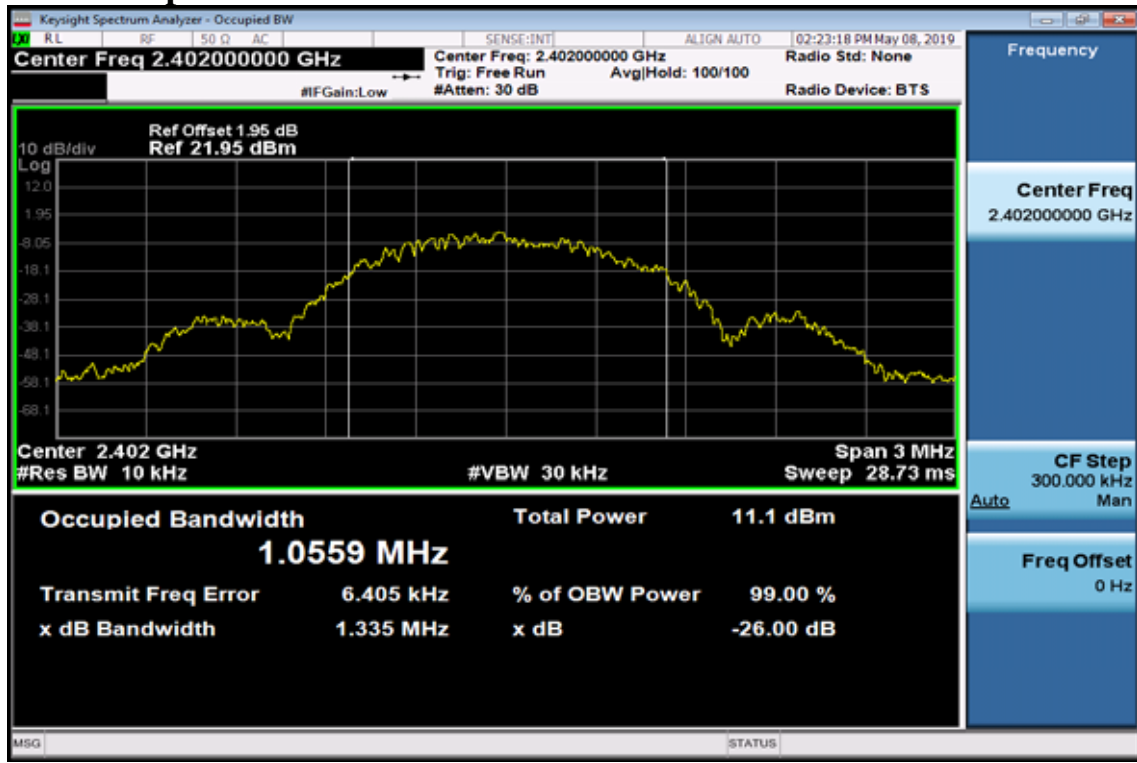 Keysight Spectrum Analyzer - Occupied BW
RL RF 50 Ω AC SENSE:INT ALIGN AUTO 02:23:18 PM May 08, 2019
Center Freq 2.402000000 GHz
Center Freq: 2.402000000 GHz
Radio Std: None
Trig: Free Run Avg|Hold: 100/100
#IFGain:Low
#Atten: 30 dB
Radio Device: BTS
Ref Offset 1.95 dB
10 dB/div
Ref 21.95 dBm
Log
12.0
1.95
-8.05
-18.1
-28.1
-38.1
-48.1
-58.1
-68.1
Center 2.402 GHz
Span 3 MHz
#Res BW 10 kHz
#VBW 30 kHz
Sweep 28.73 ms
Occupied Bandwidth
Total Power 11.1 dBm
1.0559 MHz
Transmit Freq Error 6.405 kHz
% of OBW Power 99.00 %
x dB Bandwidth 1.335 MHz
x dB -26.00 dB
Frequency
Center Freq
2.402000000 GHz
CF Step
300.000 kHz
Auto Man
Freq Offset
0 Hz
MSG
STATUS